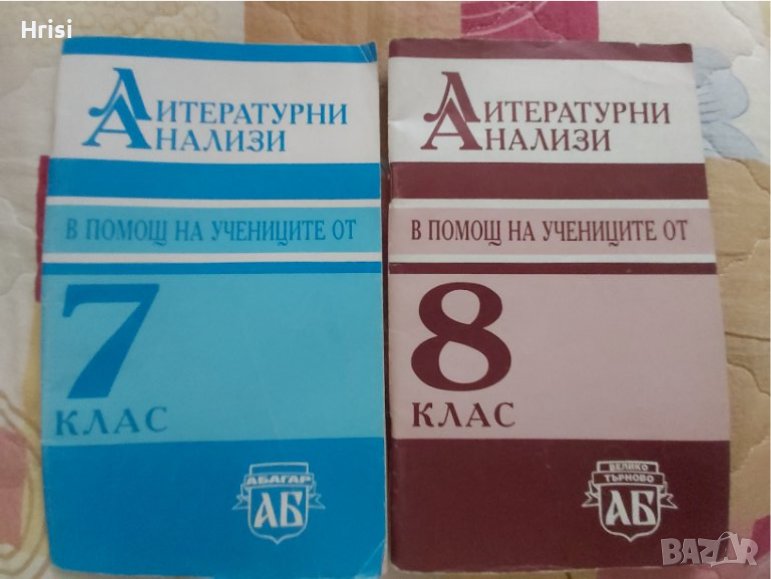 Hrisi
Литературни
Анализи
В ПОМОЩ НА УЧЕНИЦИТЕ ОТ
7
КЛАС
АБАГАР
АБ
Литературни
Анализи
В ПОМОЩ НА УЧЕНИЦИТЕ ОТ
8
КЛАС
ВЕЛИКО
ТЪРНОВО
АБ
BAZAR